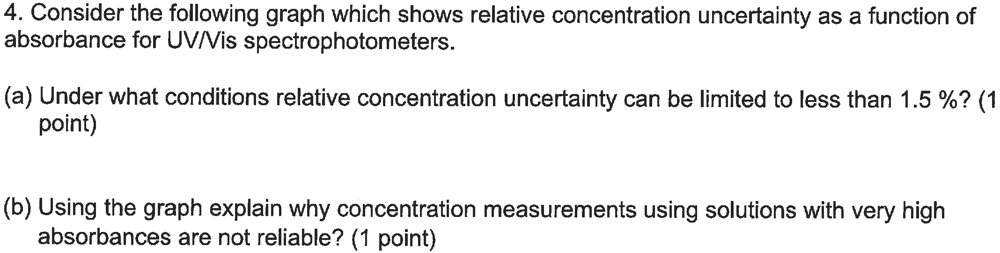 4. Consider the following graph which shows relative concentration uncertainty as a function of
absorbance for UV/Vis spectrophotometers.
(a) Under what conditions relative concentration uncertainty can be limited to less than 1.5 %? (1
point)
(b) Using the graph explain why concentration measurements using solutions with very high
absorbances are not reliable? (1 point)